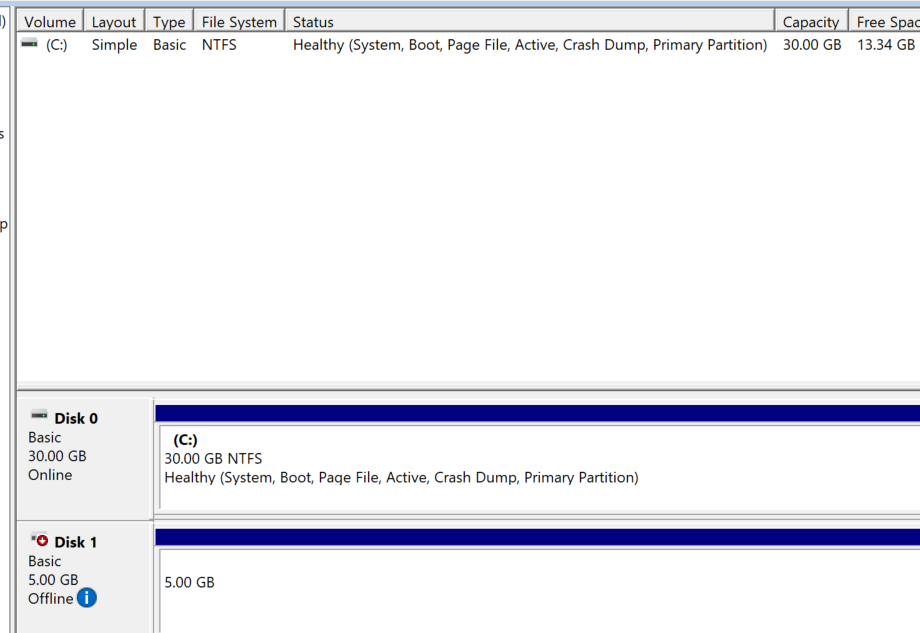 )
Volume Layout Type File System Status Capacity Free Spac
(C:) Simple Basic NTFS Healthy (System, Boot, Page File, Active, Crash Dump, Primary Partition) 30.00 GB 13.34 GB
s
p
Disk 0
Basic
30.00 GB
Online
(C:)
30.00 GB NTFS
Healthy (System, Boot, Page File, Active, Crash Dump, Primary Partition)
Disk 1
Basic
5.00 GB
Offline
5.00 GB